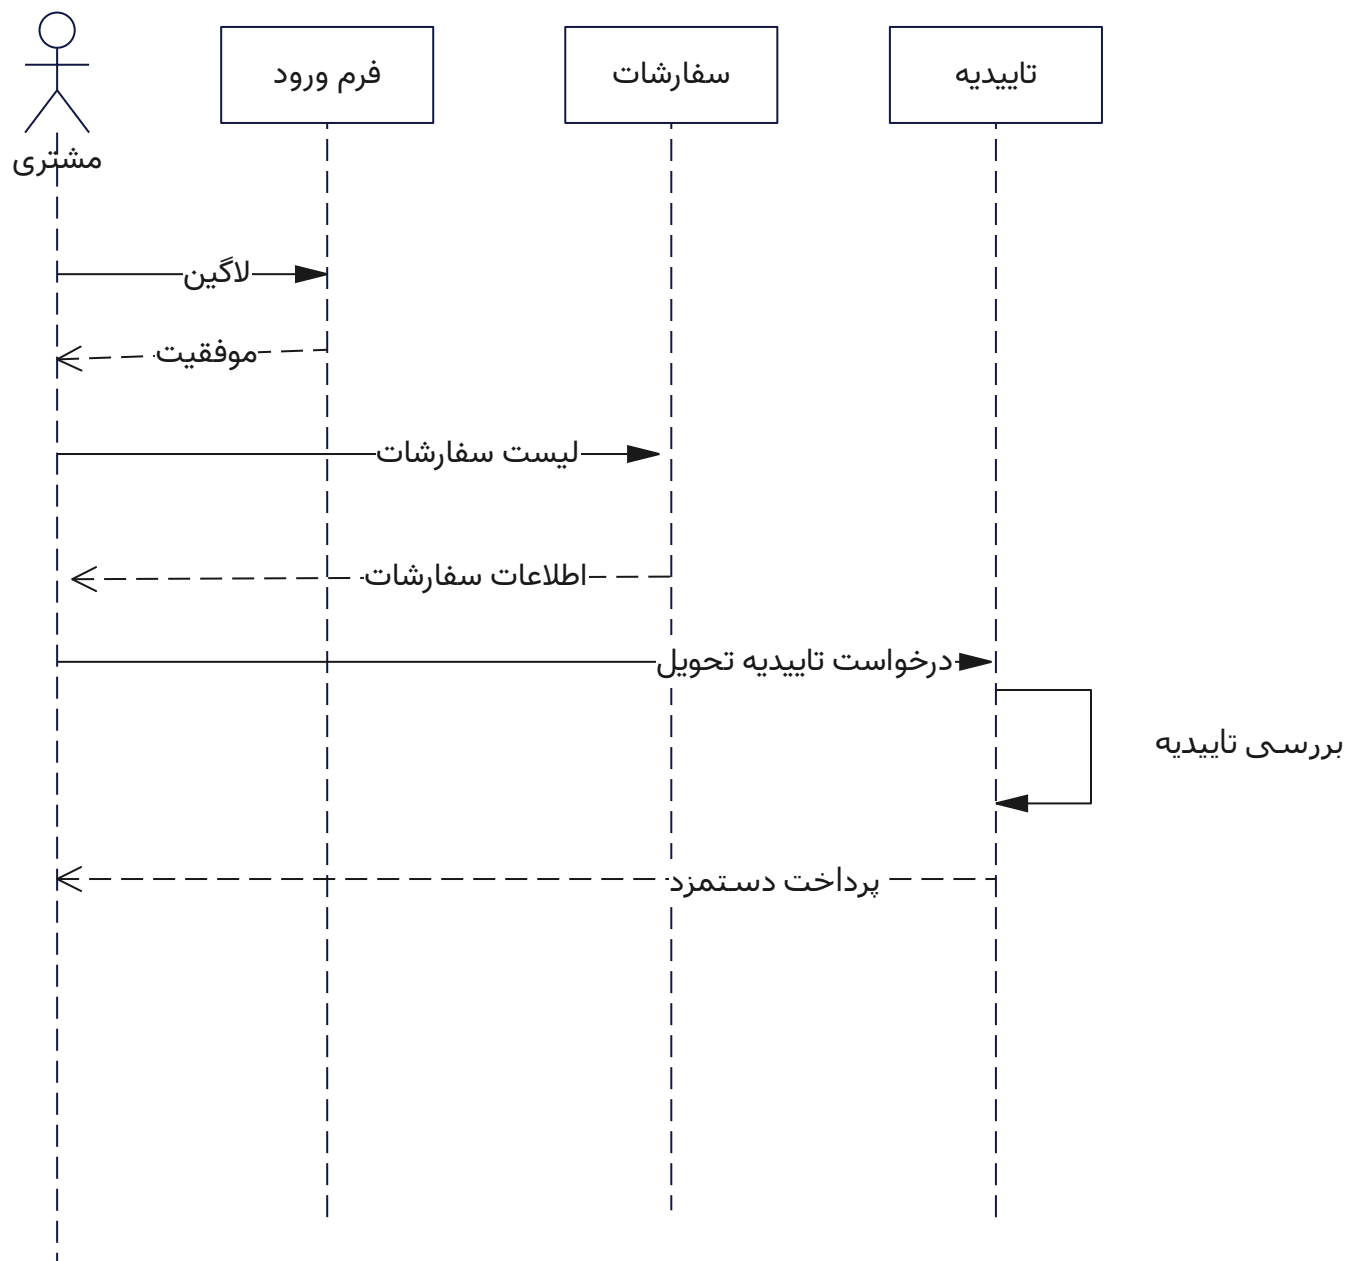 مشتری
فرم ورود
سفارشات
تاییدیه
لاگین
موفقیت
لیست سفارشات
اطلاعات سفارشات
درخواست تاییدیه تحویل
بررسی تاییدیه
پرداخت دستمزد